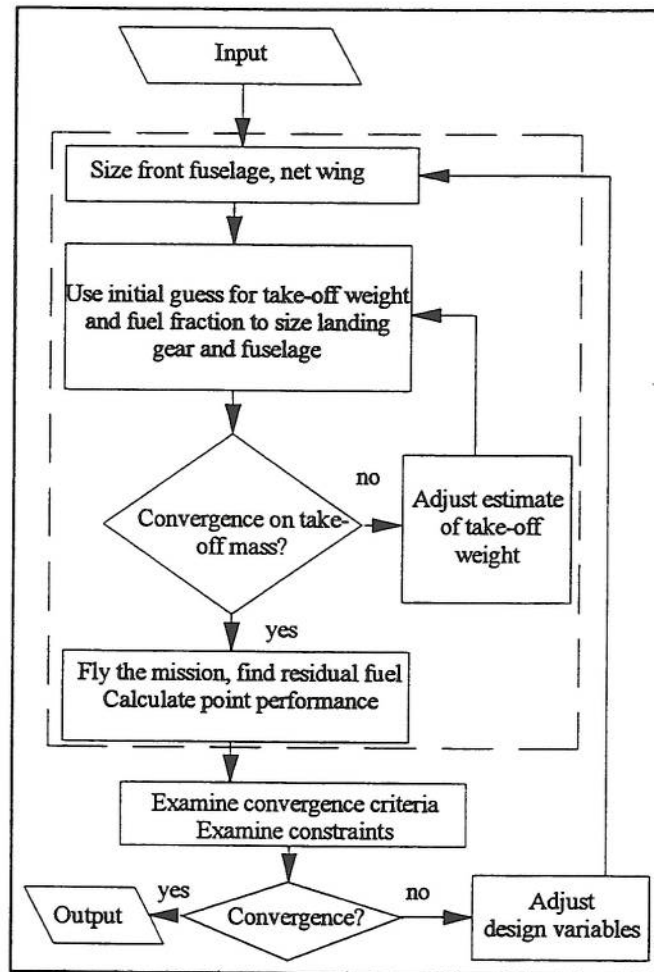 Input
Size front fuselage, net wing
Use initial guess for take-off weight
and fuel fraction to size landing
gear and fuselage
Convergence on take-
off mass?
no
Adjust estimate
of take-off
weight
yes
Fly the mission, find residual fuel
Calculate point performance
Examine convergence criteria
Examine constraints
Convergence?
yes
Output
no
Adjust
design variables